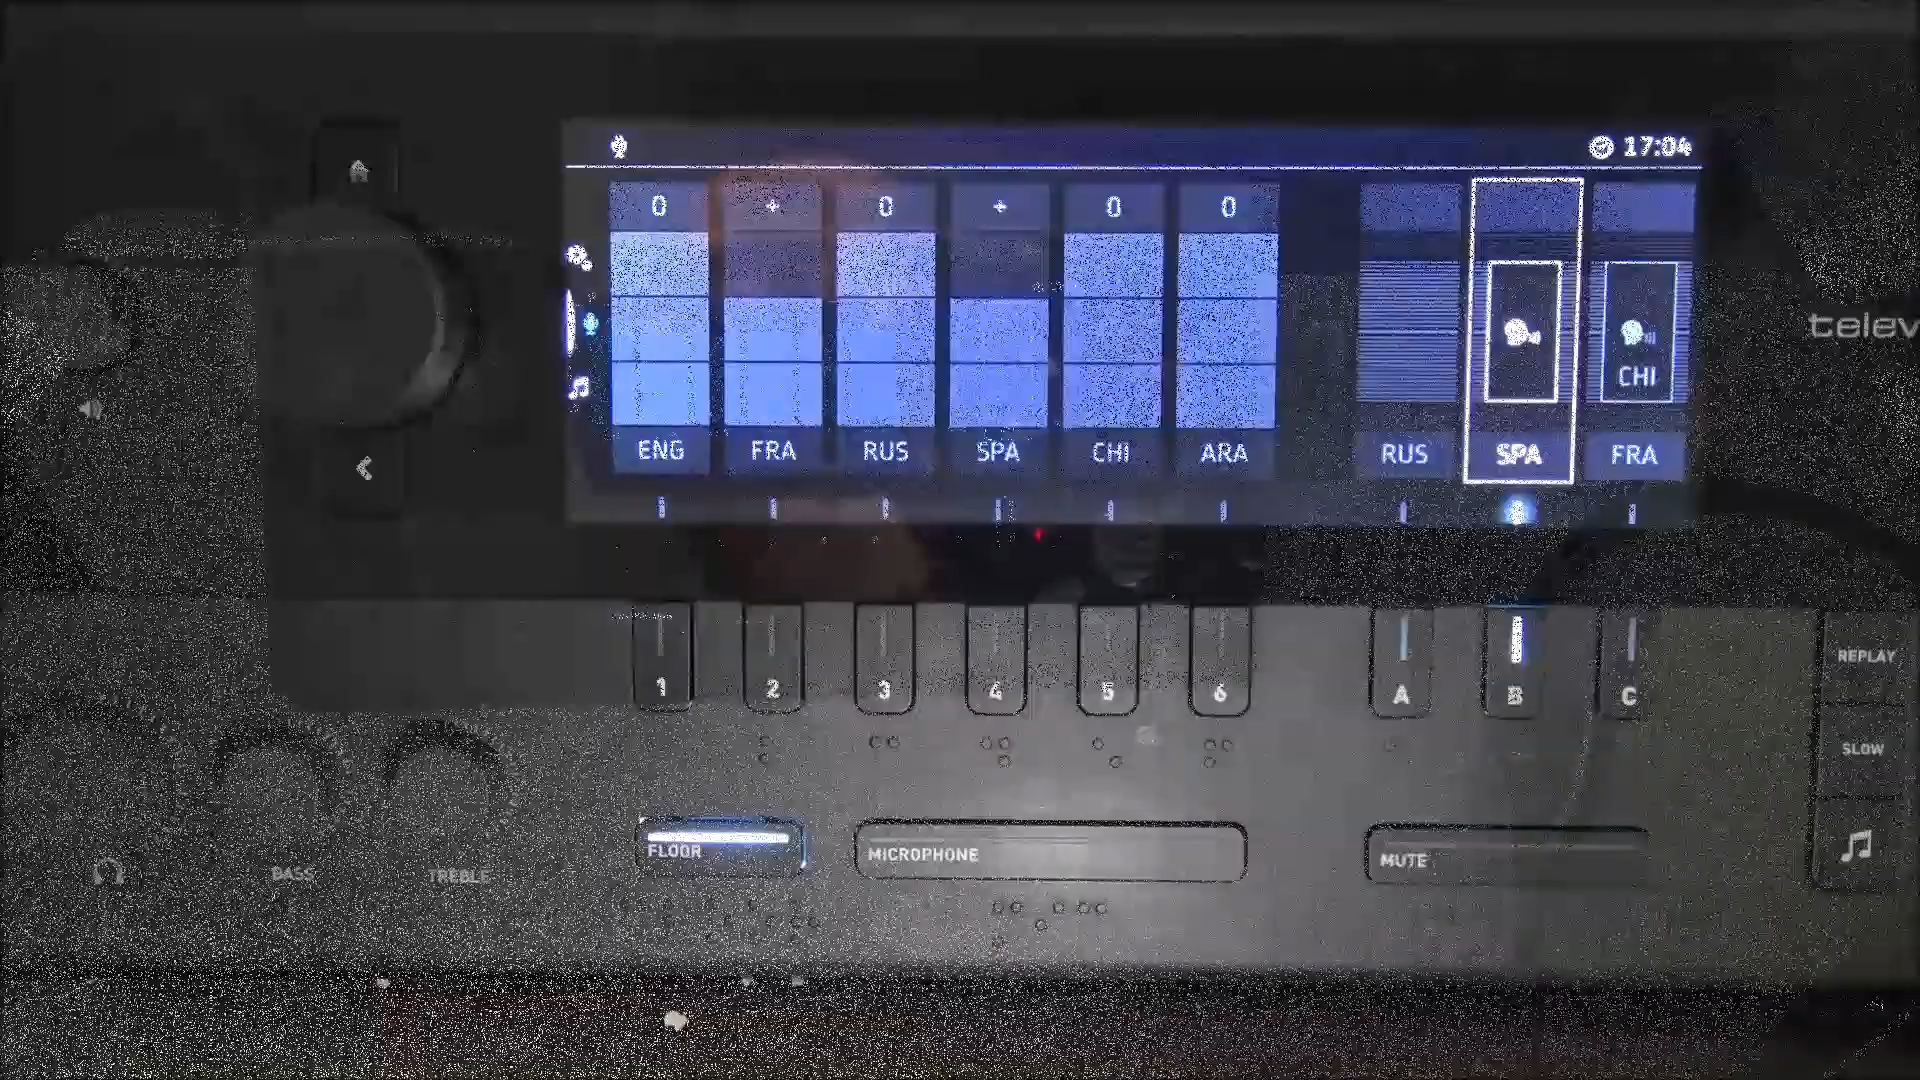 17:04
0 + 0 + 0 0
ENG FRA RUS SPA CHI ARA
CHI
RUS SPA FRA
telev
1 2 3 4 5 6 A B C
REPLAY
SLOW
FLOOR MICROPHONE MUTE
BASS TREBLE